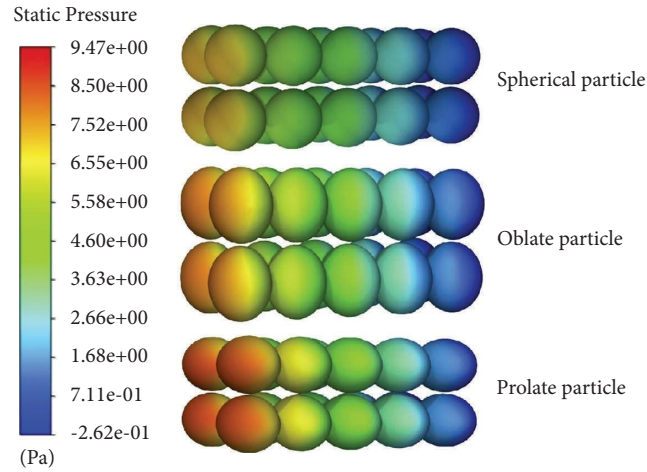 Static Pressure
9.47e+00
8.50e+00
7.52e+00
6.55e+00
5.58e+00
4.60e+00
3.63e+00
2.66e+00
1.68e+00
7.11e-01
-2.62e-01
(Pa)
Spherical particle
Oblate particle
Prolate particle